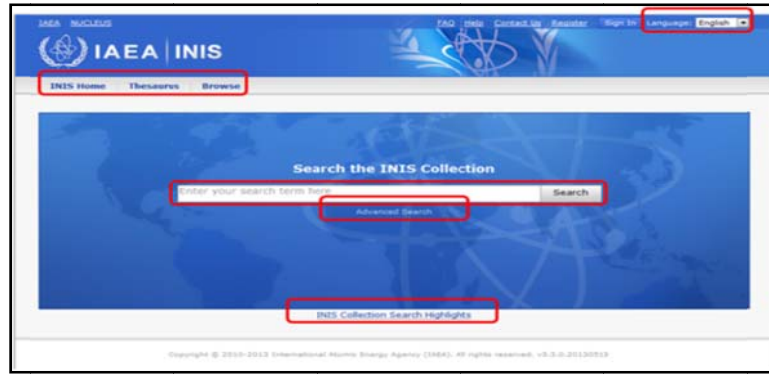 IAEA NUCLEUS FAQ Help Contact Us Register Sign In Language: English
IAEA INIS
INIS Home Thesaurus Browse
Search the INIS Collection
Enter your search term here Search
Advanced Search
INIS Collection Search Highlights
Copyright © 2010-2013 International Atomic Energy Agency (IAEA). All rights reserved.